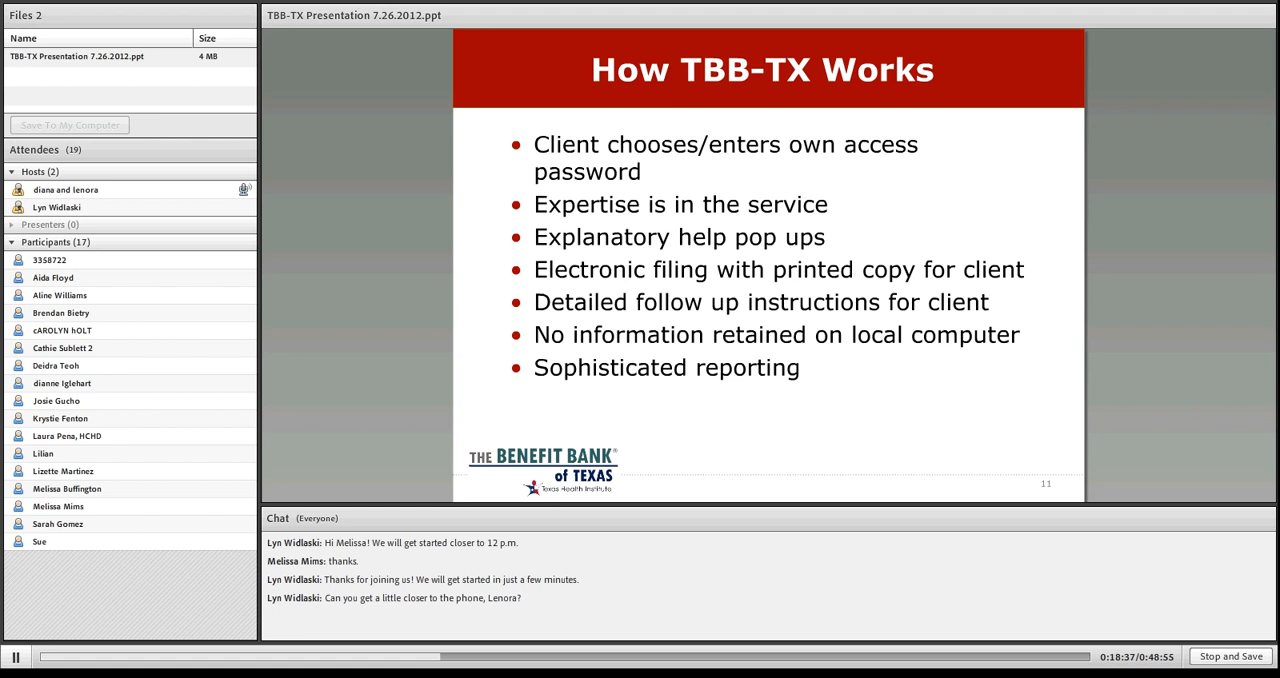 Files 2
Name Size
TBB-TX Presentation 7.26.2012.ppt 4 MB
Save To My Computer
Attendees (19)
Hosts (2)
diana and lenora
Lyn Widlaski
Presenters (0)
Participants (17)
3358722
Aida Floyd
Aline Williams
Brendan Bietry
cAROLYN hOLT
Cathie Sublett 2
Deidra Teoh
dianne Iglehart
Josie Gucho
Krystie Fenton
Laura Pena, HCHD
Lilian
Lizette Martinez
Melissa Buffington
Melissa Mims
Sarah Gomez
Sue
TBB-TX Presentation 7.26.2012.ppt
How TBB-TX Works
• Client chooses/enters own access
password
• Expertise is in the service
• Explanatory help pop ups
• Electronic filing with printed copy for client
• Detailed follow up instructions for client
• No information retained on local computer
• Sophisticated reporting
THE BENEFIT BANK®
of TEXAS
Texas Health Institute
11
Chat (Everyone)
Lyn Widlaski: Hi Melissa! We will get started closer to 12 p.m.
Melissa Mims: thanks.
Lyn Widlaski: Thanks for joining us! We will get started in just a few minutes.
Lyn Widlaski: Can you get a little closer to the phone, Lenora?
0:18:37/0:48:55
Stop and Save